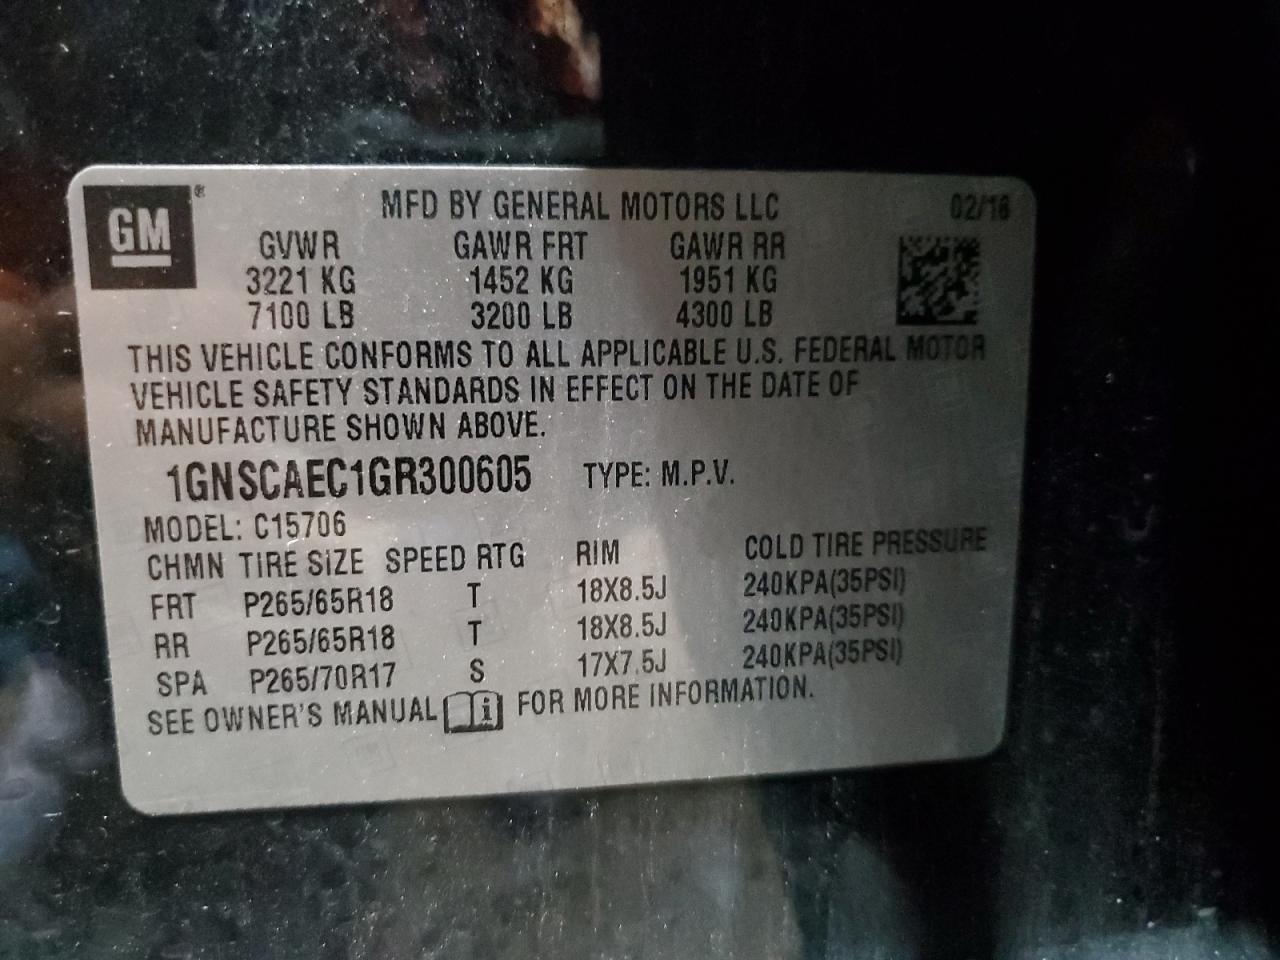 GM ®
MFD BY GENERAL MOTORS LLC 02/16
GVWR GAWR FRT GAWR RR
3221 KG 1452 KG 1951 KG
7100 LB 3200 LB 4300 LB
THIS VEHICLE CONFORMS TO ALL APPLICABLE U.S. FEDERAL MOTOR
VEHICLE SAFETY STANDARDS IN EFFECT ON THE DATE OF
MANUFACTURE SHOWN ABOVE.
1GNSCAEC1GR300605 TYPE: M.P.V.
MODEL: C15706
CHMN TIRE SIZE SPEED RTG RIM COLD TIRE PRESSURE
FRT P265/65R18 T 18X8.5J 240KPA(35PSI)
RR P265/65R18 T 18X8.5J 240KPA(35PSI)
SPA P265/70R17 S 17X7.5J 240KPA(35PSI)
SEE OWNER'S MANUAL i FOR MORE INFORMATION.